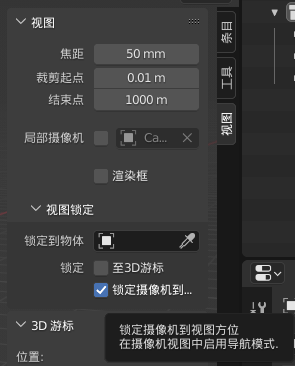 视图
焦距
50 mm
裁剪起点
0.01 m
结束点
1000 m
局部摄像机
Ca...
渲染框
视图锁定
锁定到物体
锁定
至3D游标
锁定摄像机到...
3D 游标
位置:
条目
工具
视图
锁定摄像机到视图方位
在摄像机视图中启用导航模式.